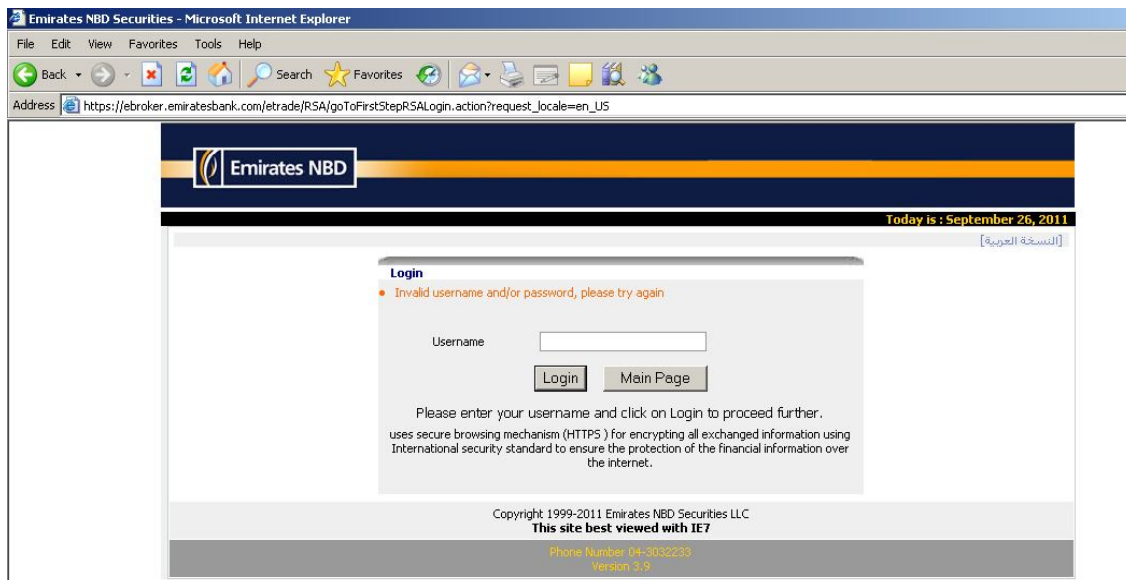 Emirates NBD Securities - Microsoft Internet Explorer
File Edit View Favorites Tools Help
Back Search Favorites
Address https://ebroker.emiratesbank.com/etrade/RSA/goToFirstStepRSALogin.action?request_locale=en_US
Emirates NBD
Today is : September 26, 2011
[النسخة العربية]
Login
Invalid username and/or password, please try again
Username
Login Main Page
Please enter your username and click on Login to proceed further.
uses secure browsing mechanism (HTTPS ) for encrypting all exchanged information using
International security standard to ensure the protection of the financial information over
the internet.
Copyright 1999-2011 Emirates NBD Securities LLC
This site best viewed with IE7
Phone Number 04-3032233
Version 3.9